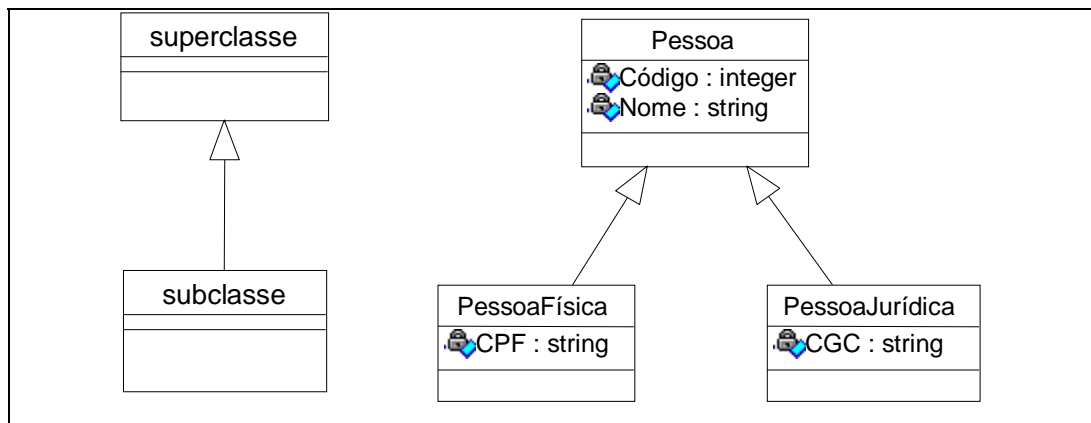 superclasse
subclasse
Pessoa
Código : integer
Nome : string
PessoaFísica
CPF : string
PessoaJurídica
CGC : string